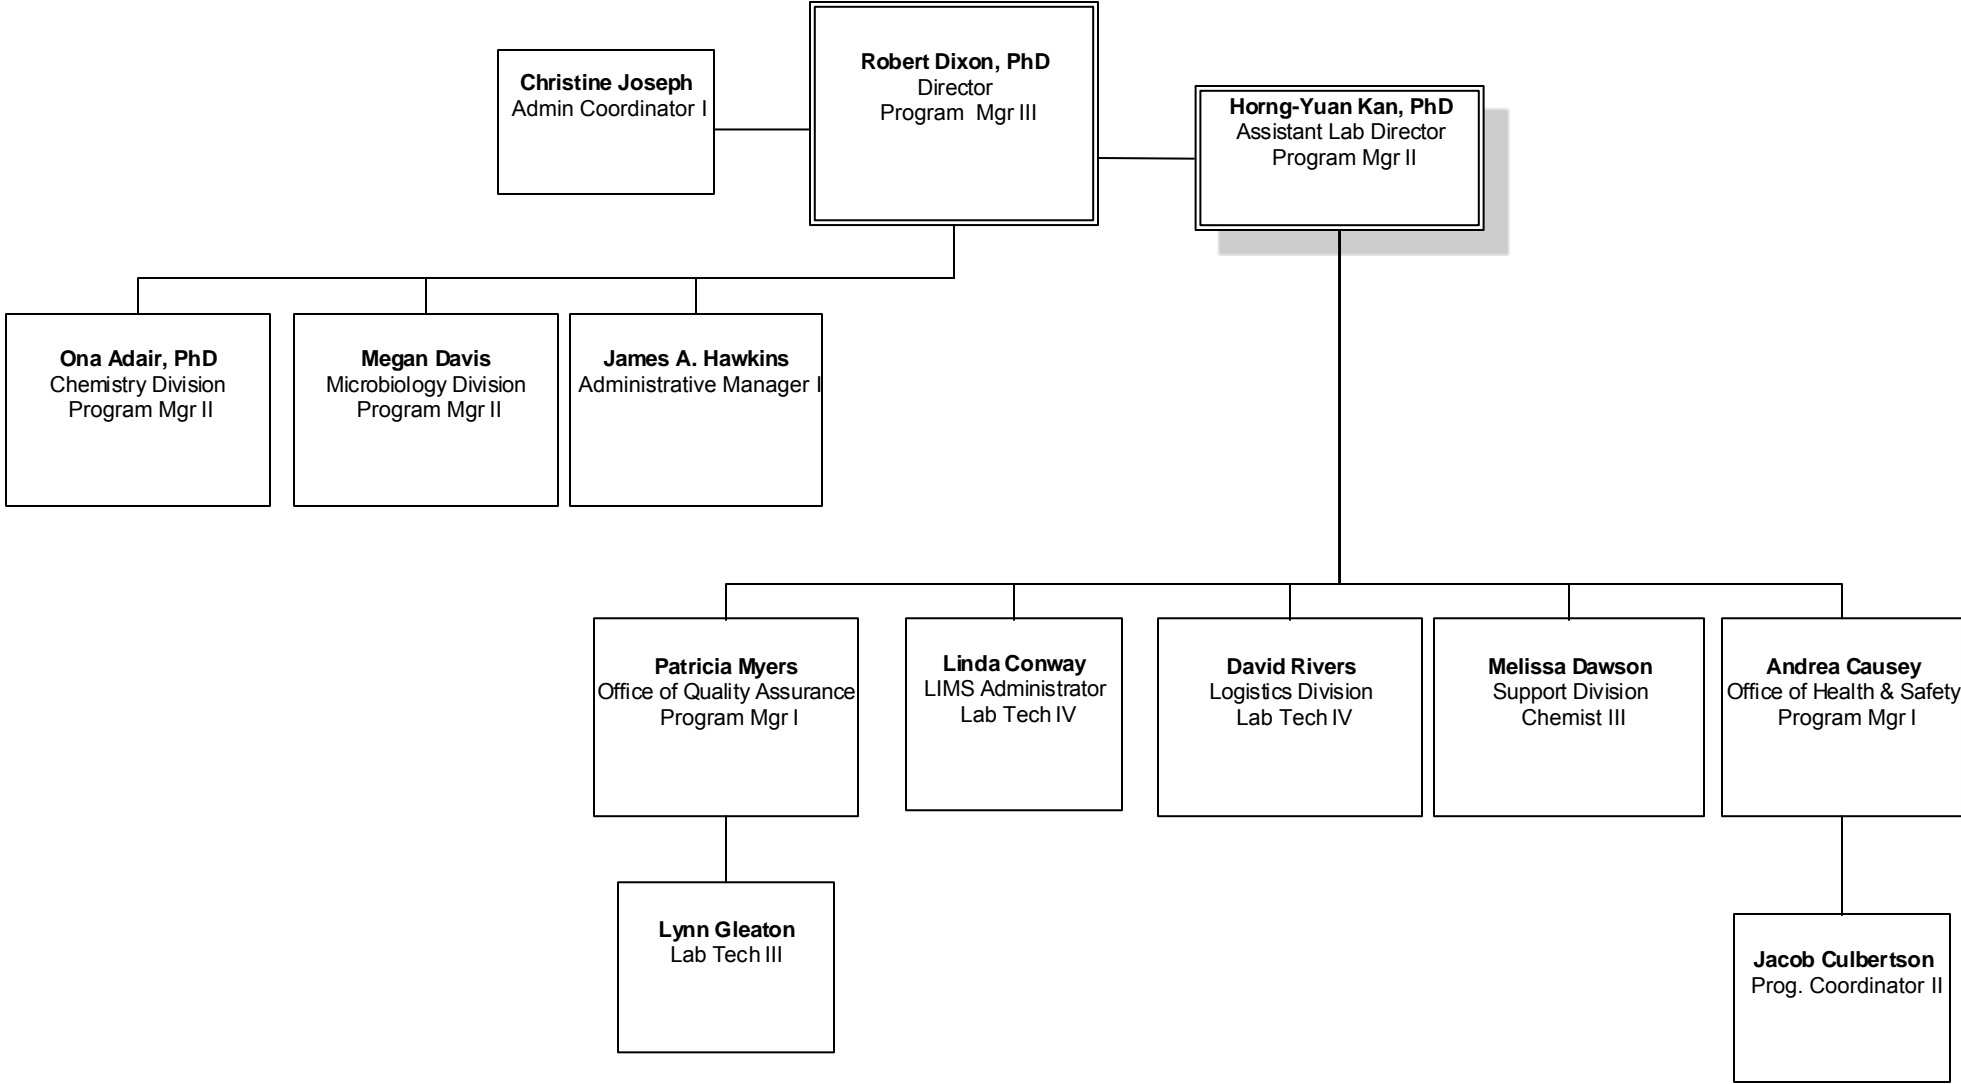 Christine Joseph
Admin Coordinator I
Robert Dixon, PhD
Director
Program Mgr III
Horng-Yuan Kan, PhD
Assistant Lab Director
Program Mgr II
Ona Adair, PhD
Chemistry Division
Program Mgr II
Megan Davis
Microbiology Division
Program Mgr II
James A. Hawkins
Administrative Manager I
Patricia Myers
Office of Quality Assurance
Program Mgr I
Linda Conway
LIMS Administrator
Lab Tech IV
David Rivers
Logistics Division
Lab Tech IV
Melissa Dawson
Support Division
Chemist III
Andrea Causey
Office of Health & Safety
Program Mgr I
Lynn Gleaton
Lab Tech III
Jacob Culbertson
Prog. Coordinator II